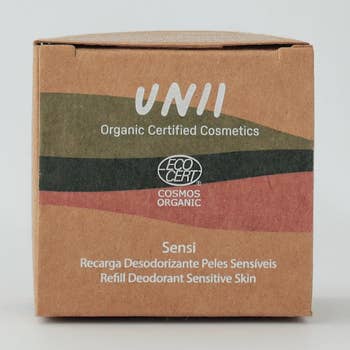 UNII
Organic Certified Cosmetics
ECO
CERT
COSMOS
ORGANIC
Sensi
Recarga Desodorizante Peles Sensíveis
Refill Deodorant Sensitive Skin